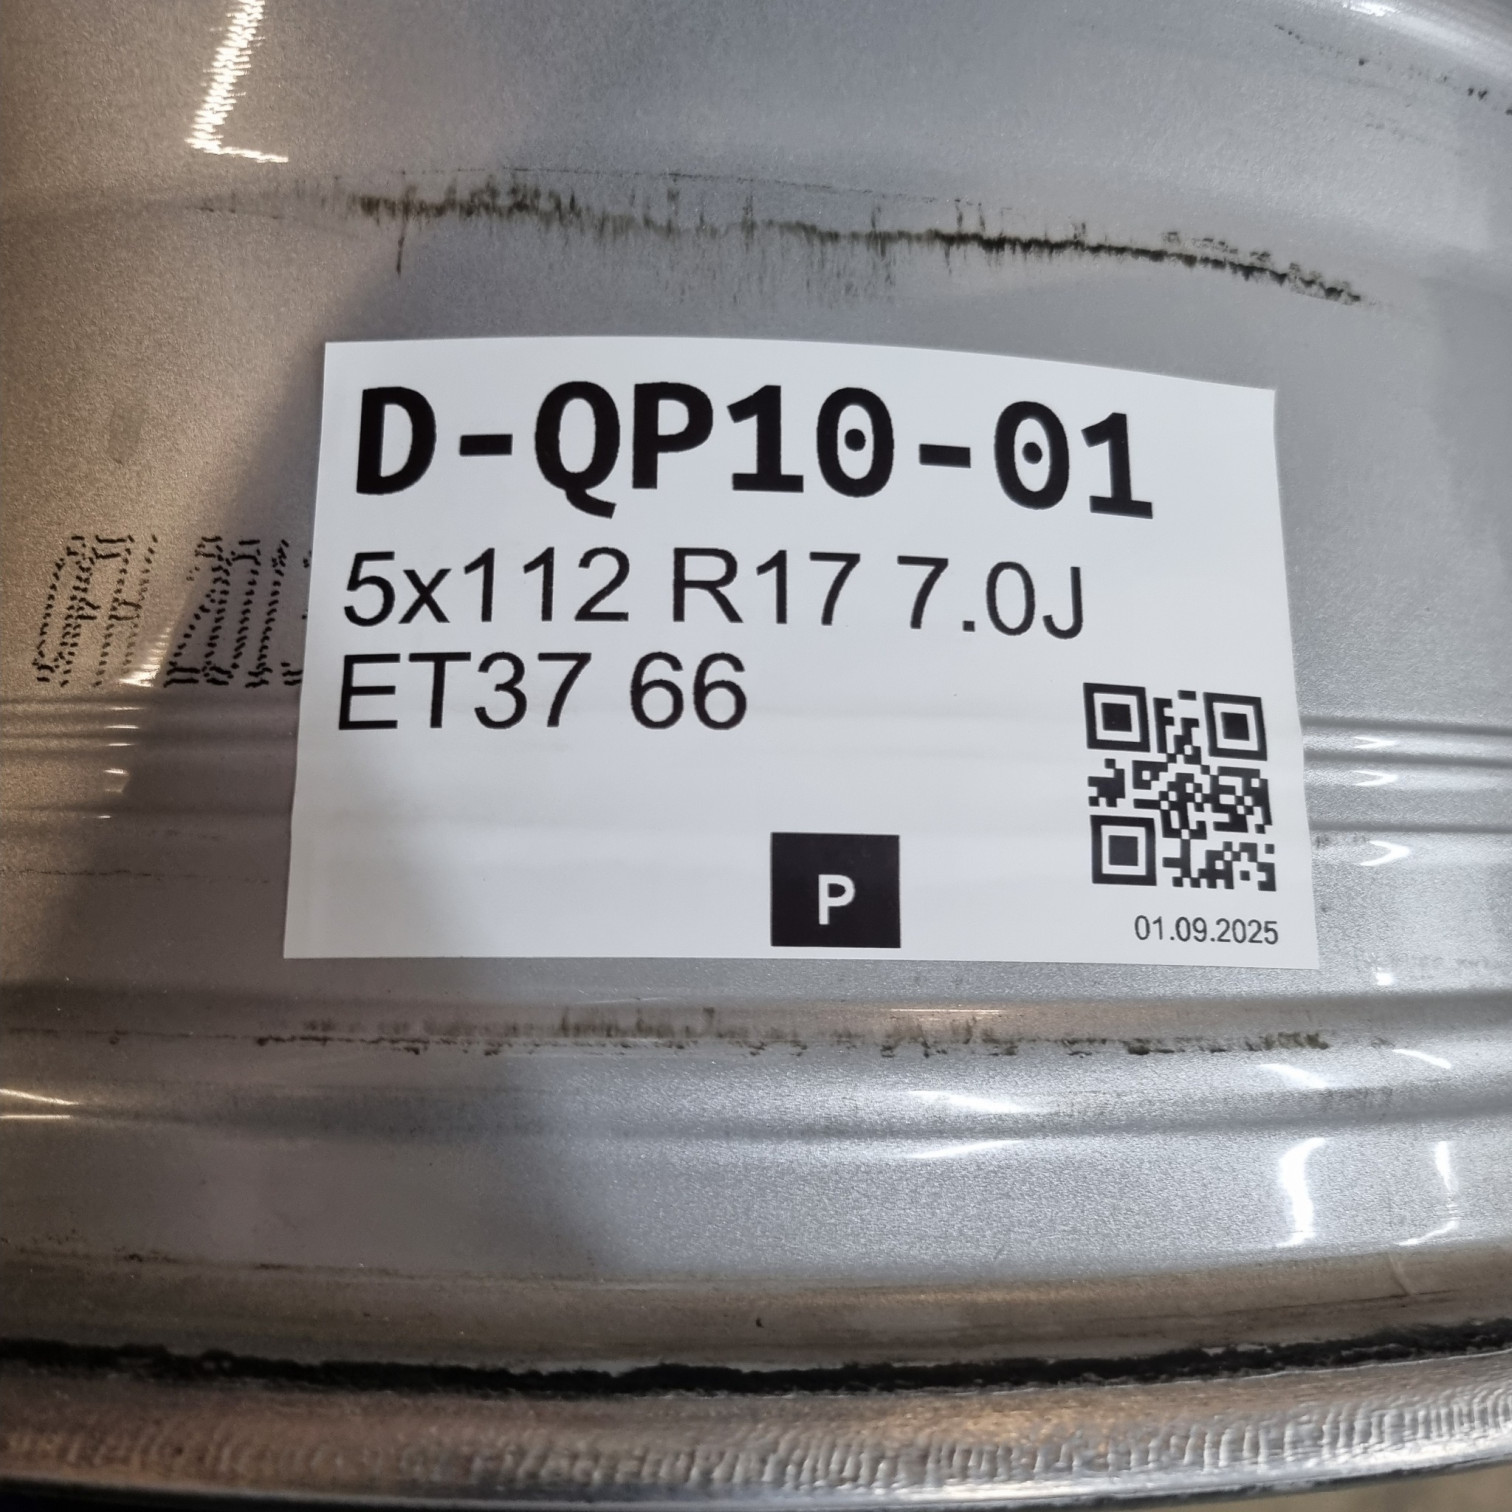 D-QP10-01
5x112 R17 7.0J
ET37 66
P
01.09.2025